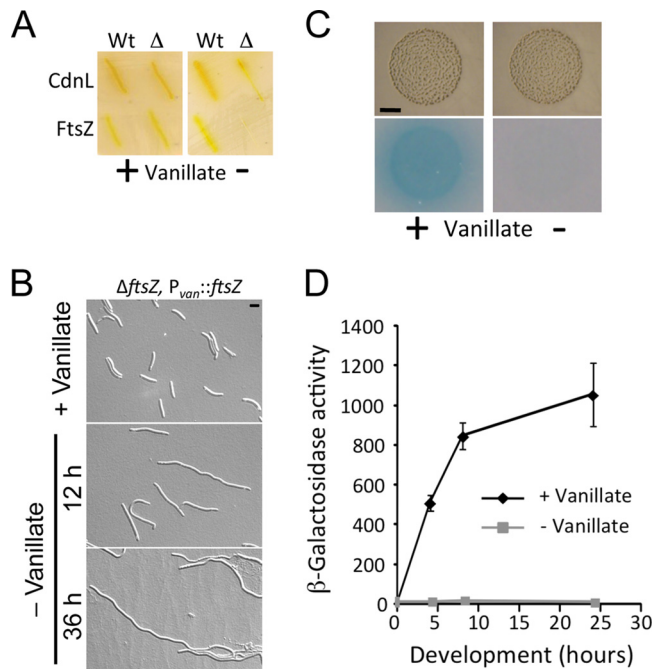 A
Wt Δ Wt Δ
CdnL
FtsZ
+ Vanillate -
B
ΔftsZ, Pvan::ftsZ
+ Vanillate
− Vanillate
12 h
36 h
C
+ Vanillate -
D
β-Galactosidase activity
1400
1200
1000
800
600
400
200
0
0 5 10 15 20 25 30
Development (hours)
+ Vanillate
- Vanillate